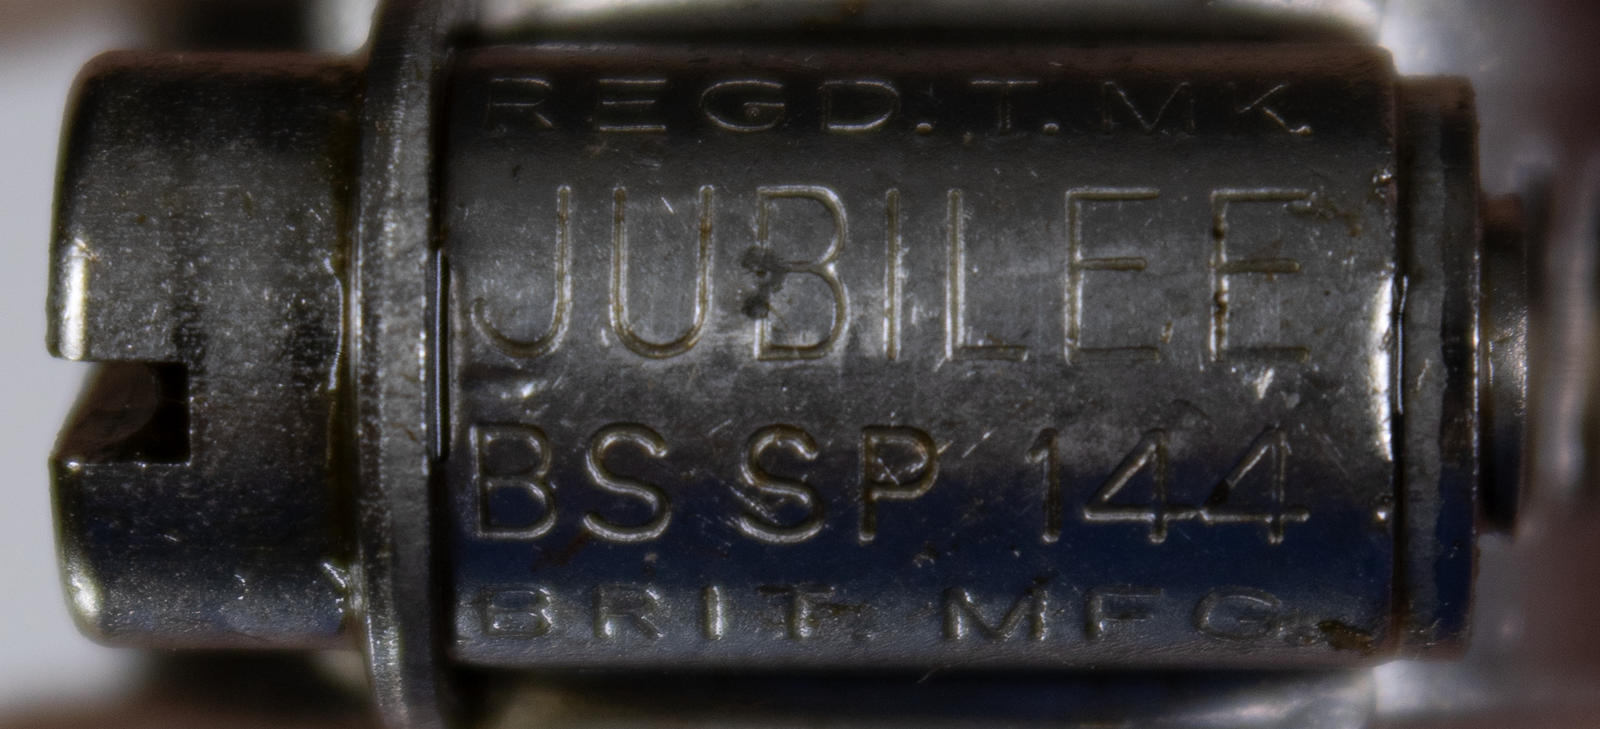 REGD. T. MK.
JUBILEE
BS SP 144
BRIT. MFG.